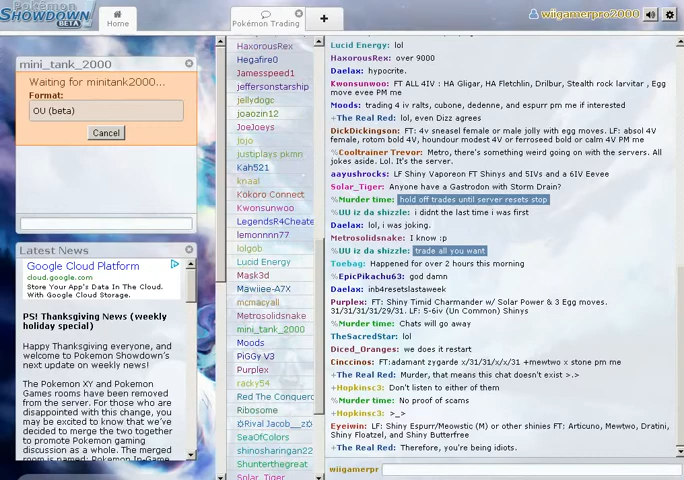 Pokémon
SHOWDOWN
BETA
Home
Pokémon Trading
wiigamerpro2000
mini_tank_2000
Waiting for minitank2000...
Format:
OU (beta)
Cancel
Latest News
Google Cloud Platform
cloud.google.com/
Store Your App's Data In The Cloud.
With Google Cloud Storage.
PS! Thanksgiving News (weekly
holiday special)
Happy Thanksgiving everyone, and
welcome to Pokemon Showdown's
next update on weekly news!
The Pokemon XY and Pokemon
Games rooms have been removed
from the server. For those who are
disappointed with this change, you
may be excited to know that we've
decided to merge the two together
to promote Pokemon gaming
discussion as a whole. The merged
room is named: Pokemon In-Game
HaxorousRex
Hegafire0
Jamesspeed1
jeffersonstarship
jellydogc
joaozin12
JoeJoeys
jojo
justiplays pkmn
Kah521
knaal
Kokoro Connect
Kwonsunwoo
LegendsR4Cheate
lemonnnn77
lolgob
Lucid Energy
Mask3d
Mawiiee-A7X
mcmacyall
Metrosolidsnake
mini_tank_2000
Moods
PiGGy V3
Purplex
racky54
Red The Conquero
Ribosome
☼Rival Jacob__z☼
SeaOfColors
shinosharingan22
Shunterthegreat
Solar_Tiger
Lucid Energy: lol
HaxorusRex: over 9000
Daelax: hypocrite.
Kwonsunwoo: FT ALL 4IV : HA Gligar, HA Fletchlin, Drilbur, Stealth rock larvitar , Egg
move evee PM me
Moods: trading 4 iv ralts, cubone, dedenne, and espurr pm me if interested
+The Real Red: lol, even Dizz agrees
DickDickingson: FT: 4v sneasel female or male jolly with egg moves. LF: absol 4V
female, rotom bold 4V, houndour modest 4V or ferroseed bold or calm 4V PM me
%Cooltrainer Trevor: Metro, there's something weird going on with the servers. All
jokes aside. Lol. It's the server.
aayushrocks: LF Shiny Vaporeon FT Shinys and 5IVs and a 6IV Eevee
Solar_Tiger: Anyone have a Gastrodon with Storm Drain?
%Murder time: hold off trades until server resets stop
%UU iz da shizzle: i didnt the last time i was first
Daelax: lol, i was joking.
Metrosolidsnake: I know :p
%UU iz da shizzle: trade all you want
Toebag: Happened for over 2 hours this morning
%EpicPikachu63: god damn
Daelax: inb4resetslastaweek
Purplex: FT: Shiny Timid Charmander w/ Solar Power & 3 Egg moves.
31/31/31/31/29/31. LF: 5-6iv (Un Common) Shinys
%Murder time: Chats will go away
TheSacredStar: lol
Diced_Oranges: we does it restart
Cinccinos: FT:adamant zygarde x/31/31/x/x/31 +mewtwo x stone pm me
+The Real Red: Murder, that means this chat doesn't exist >.>
+Hopkinsc3: Don't listen to either of them
%Murder time: No proof of scams
+Hopkinsc3: >_>
Eyeiwin: LF: Shiny Espurr/Meowstic (M) or other shinies FT: Articuno, Mewtwo, Dratini,
Shiny Floatzel, and Shiny Butterfree
+The Real Red: Therefore, you're being idiots.
wiigamerpr